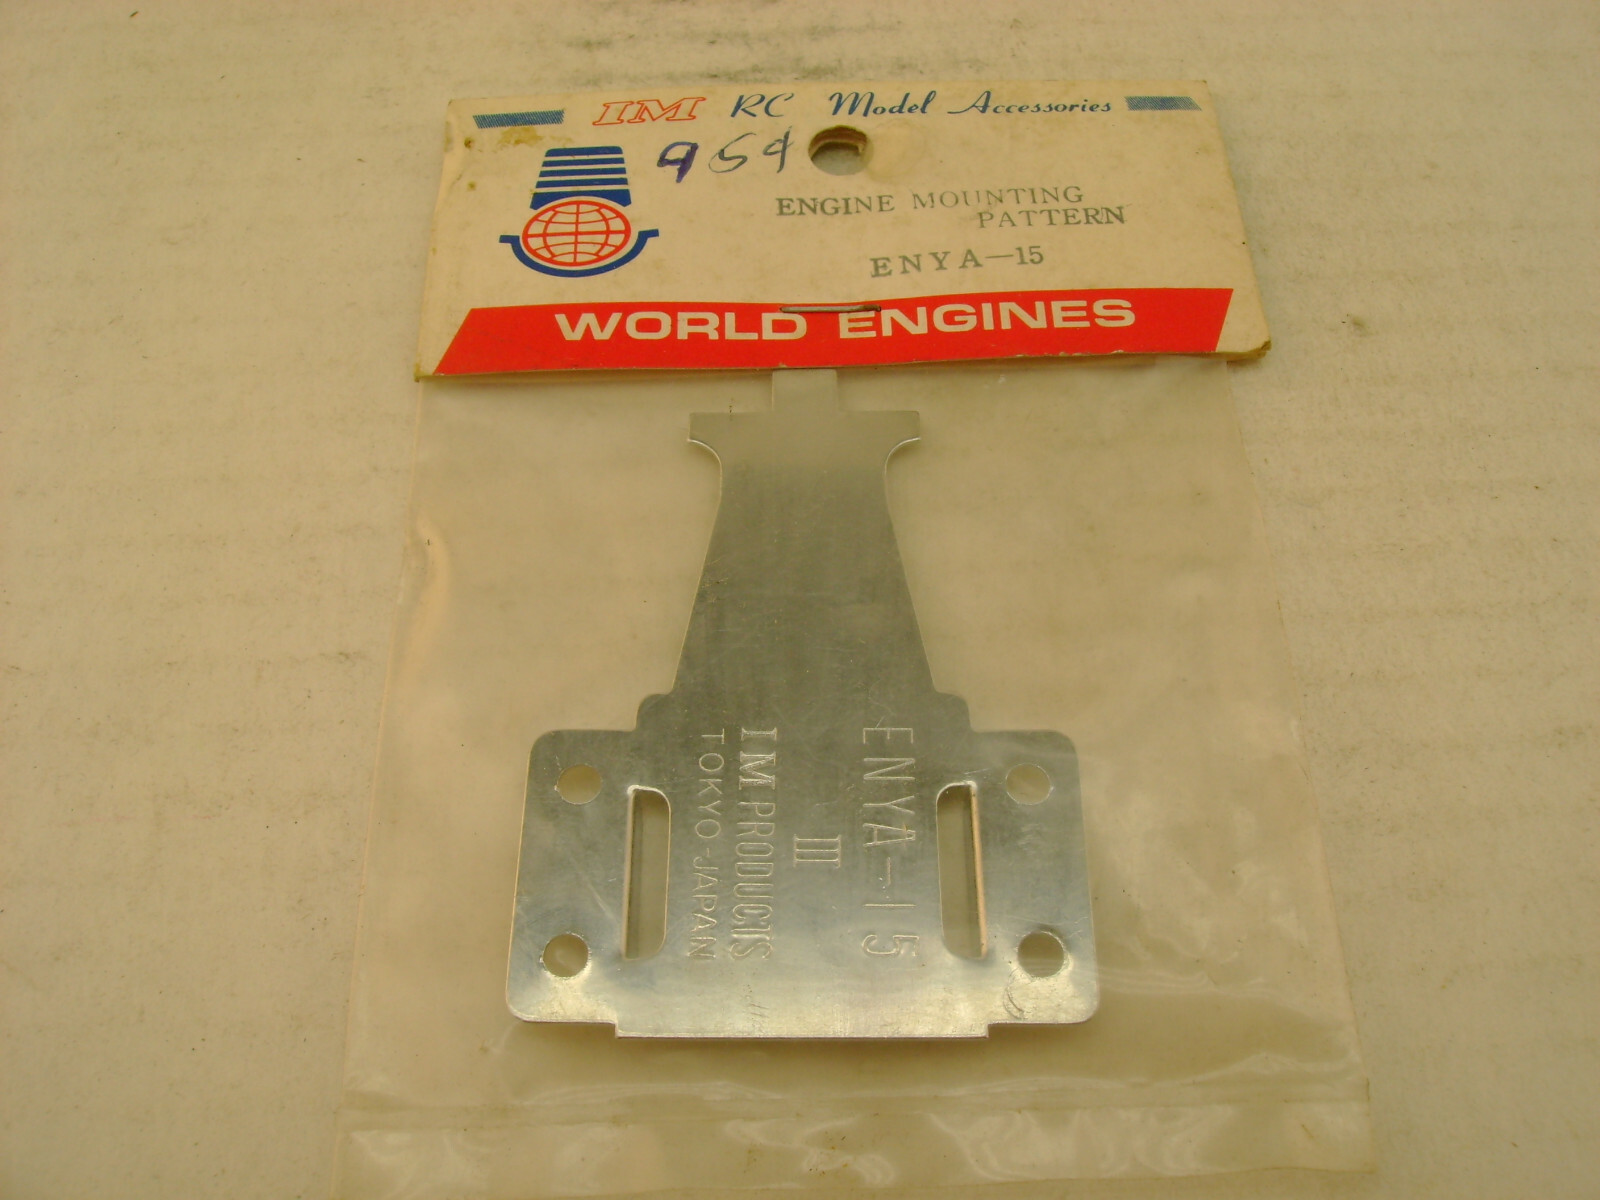 IM RC Model Accessories
954
ENGINE MOUNTING
PATTERN
ENYA-15
WORLD ENGINES
ENYA-15
III
IM PRODUCTS
TOKYO-JAPAN